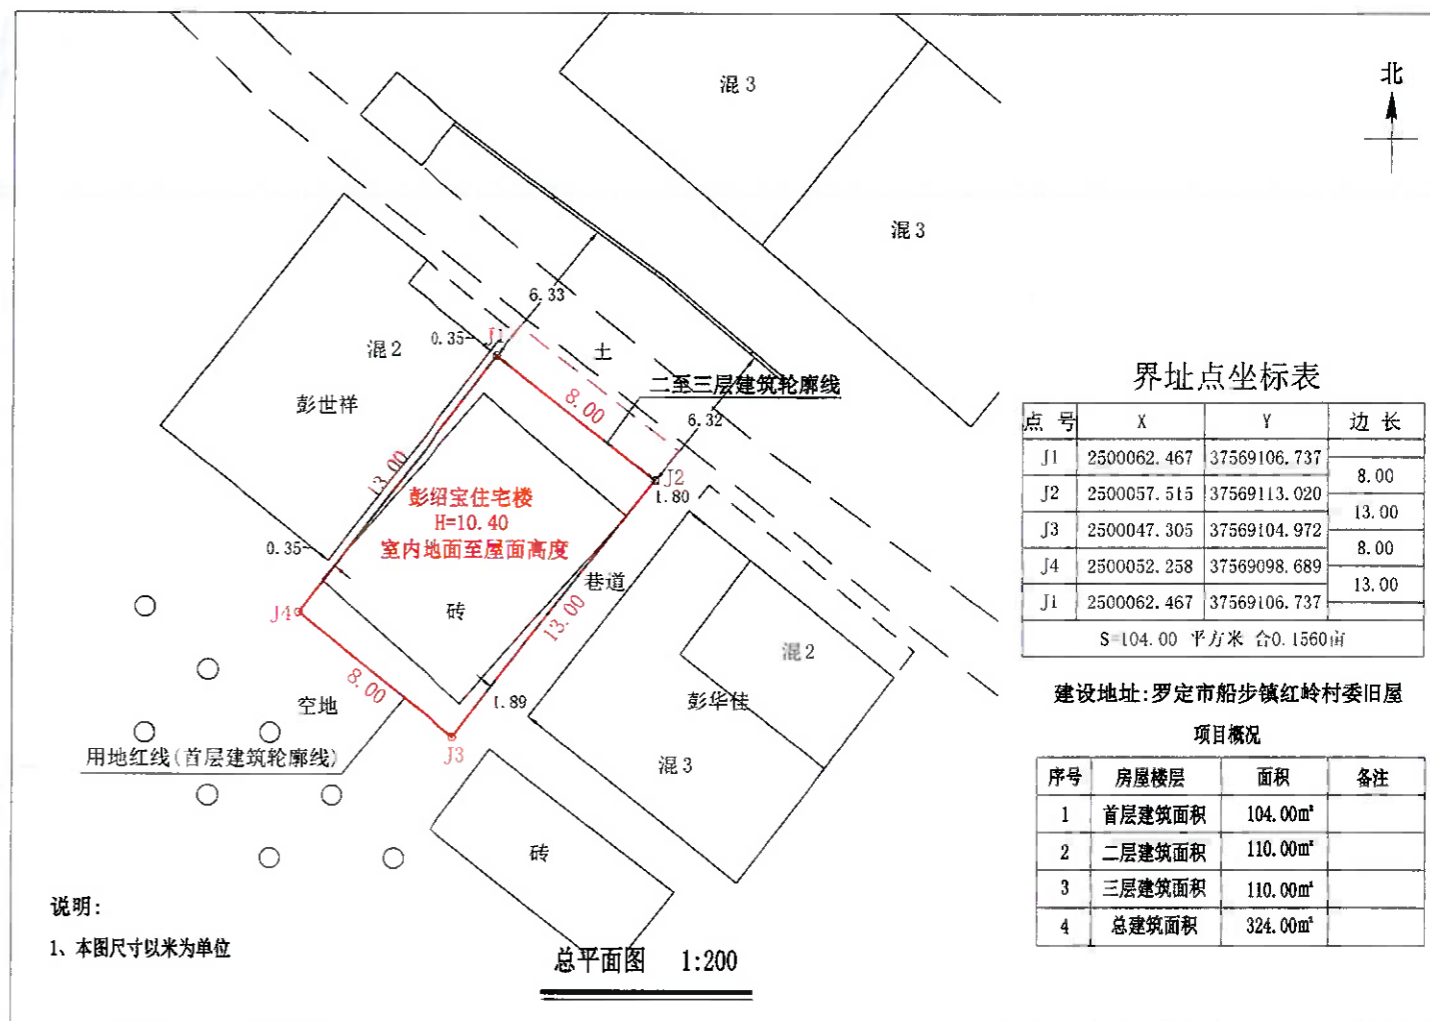 北
混3
混3
6.33
0.35
J1
混2
土
二至三层建筑轮廓线
彭世祥
8.00
6.32
13.00
J2
1.80
彭绍宝住宅楼
H=10.40
室内地面至屋面高度
0.35
巷道
J4
砖
13.00
混2
8.00
1.89
彭华佳
空地
用地红线(首层建筑轮廓线)
J3
混3
砖
说明:
1、本图尺寸以米为单位
总平面图 1:200
界址点坐标表
点 号 X Y 边 长
J1 2500062.467 37569106.737
8.00
J2 2500057.515 37569113.020
13.00
J3 2500047.305 37569104.972
8.00
J4 2500052.258 37569098.689
13.00
J1 2500062.467 37569106.737
S=104.00 平方米 合0.1560亩
建设地址:罗定市船步镇红岭村委旧屋
项目概况
序号 房屋楼层 面积 备注
1 首层建筑面积 104.00m²
2 二层建筑面积 110.00m²
3 三层建筑面积 110.00m²
4 总建筑面积 324.00m²